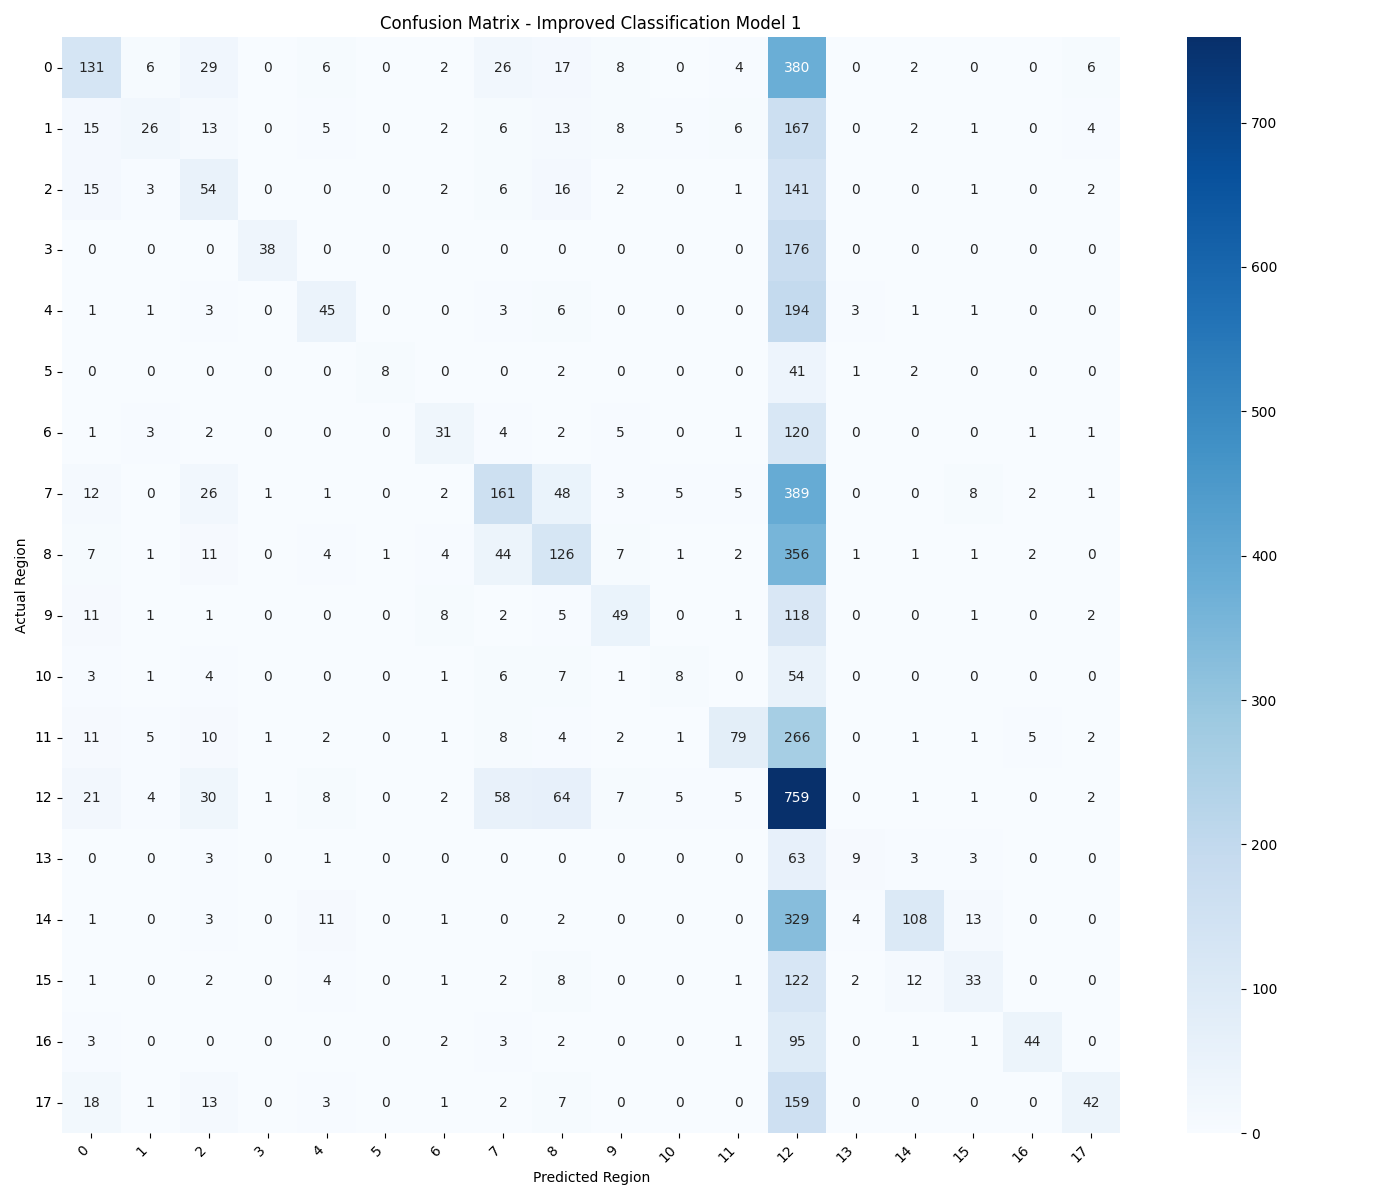 Confusion Matrix - Improved Classification Model 1
0 131 6 29 0 6 0 2 26 17 8 0 4 380 0 2 0 0 6
1 15 26 13 0 5 0 2 6 13 8 5 6 167 0 2 1 0 4
2 15 3 54 0 0 0 2 6 16 2 0 1 141 0 0 1 0 2
3 0 0 0 38 0 0 0 0 0 0 0 0 176 0 0 0 0 0
4 1 1 3 0 45 0 0 3 6 0 0 0 194 3 1 1 0 0
5 0 0 0 0 0 8 0 0 2 0 0 0 41 1 2 0 0 0
6 1 3 2 0 0 0 31 4 2 5 0 1 120 0 0 0 1 1
7 12 0 26 1 1 0 2 161 48 3 5 5 389 0 0 8 2 1
8 7 1 11 0 4 1 4 44 126 7 1 2 356 1 1 1 2 0
9 11 1 1 0 0 0 8 2 5 49 0 1 118 0 0 1 0 2
10 3 1 4 0 0 0 1 6 7 1 8 0 54 0 0 0 0 0
11 11 5 10 1 2 0 1 8 4 2 1 79 266 0 1 1 5 2
12 21 4 30 1 8 0 2 58 64 7 5 5 759 0 1 1 0 2
13 0 0 3 0 1 0 0 0 0 0 0 0 63 9 3 3 0 0
14 1 0 3 0 11 0 1 0 2 0 0 0 329 4 108 13 0 0
15 1 0 2 0 4 0 1 2 8 0 0 1 122 2 12 33 0 0
16 3 0 0 0 0 0 2 3 2 0 0 1 95 0 1 1 44 0
17 18 1 13 0 3 0 1 2 7 0 0 0 159 0 0 0 0 42
0 1 2 3 4 5 6 7 8 9 10 11 12 13 14 15 16 17
Predicted Region
Actual Region
700
600
500
400
300
200
100
0